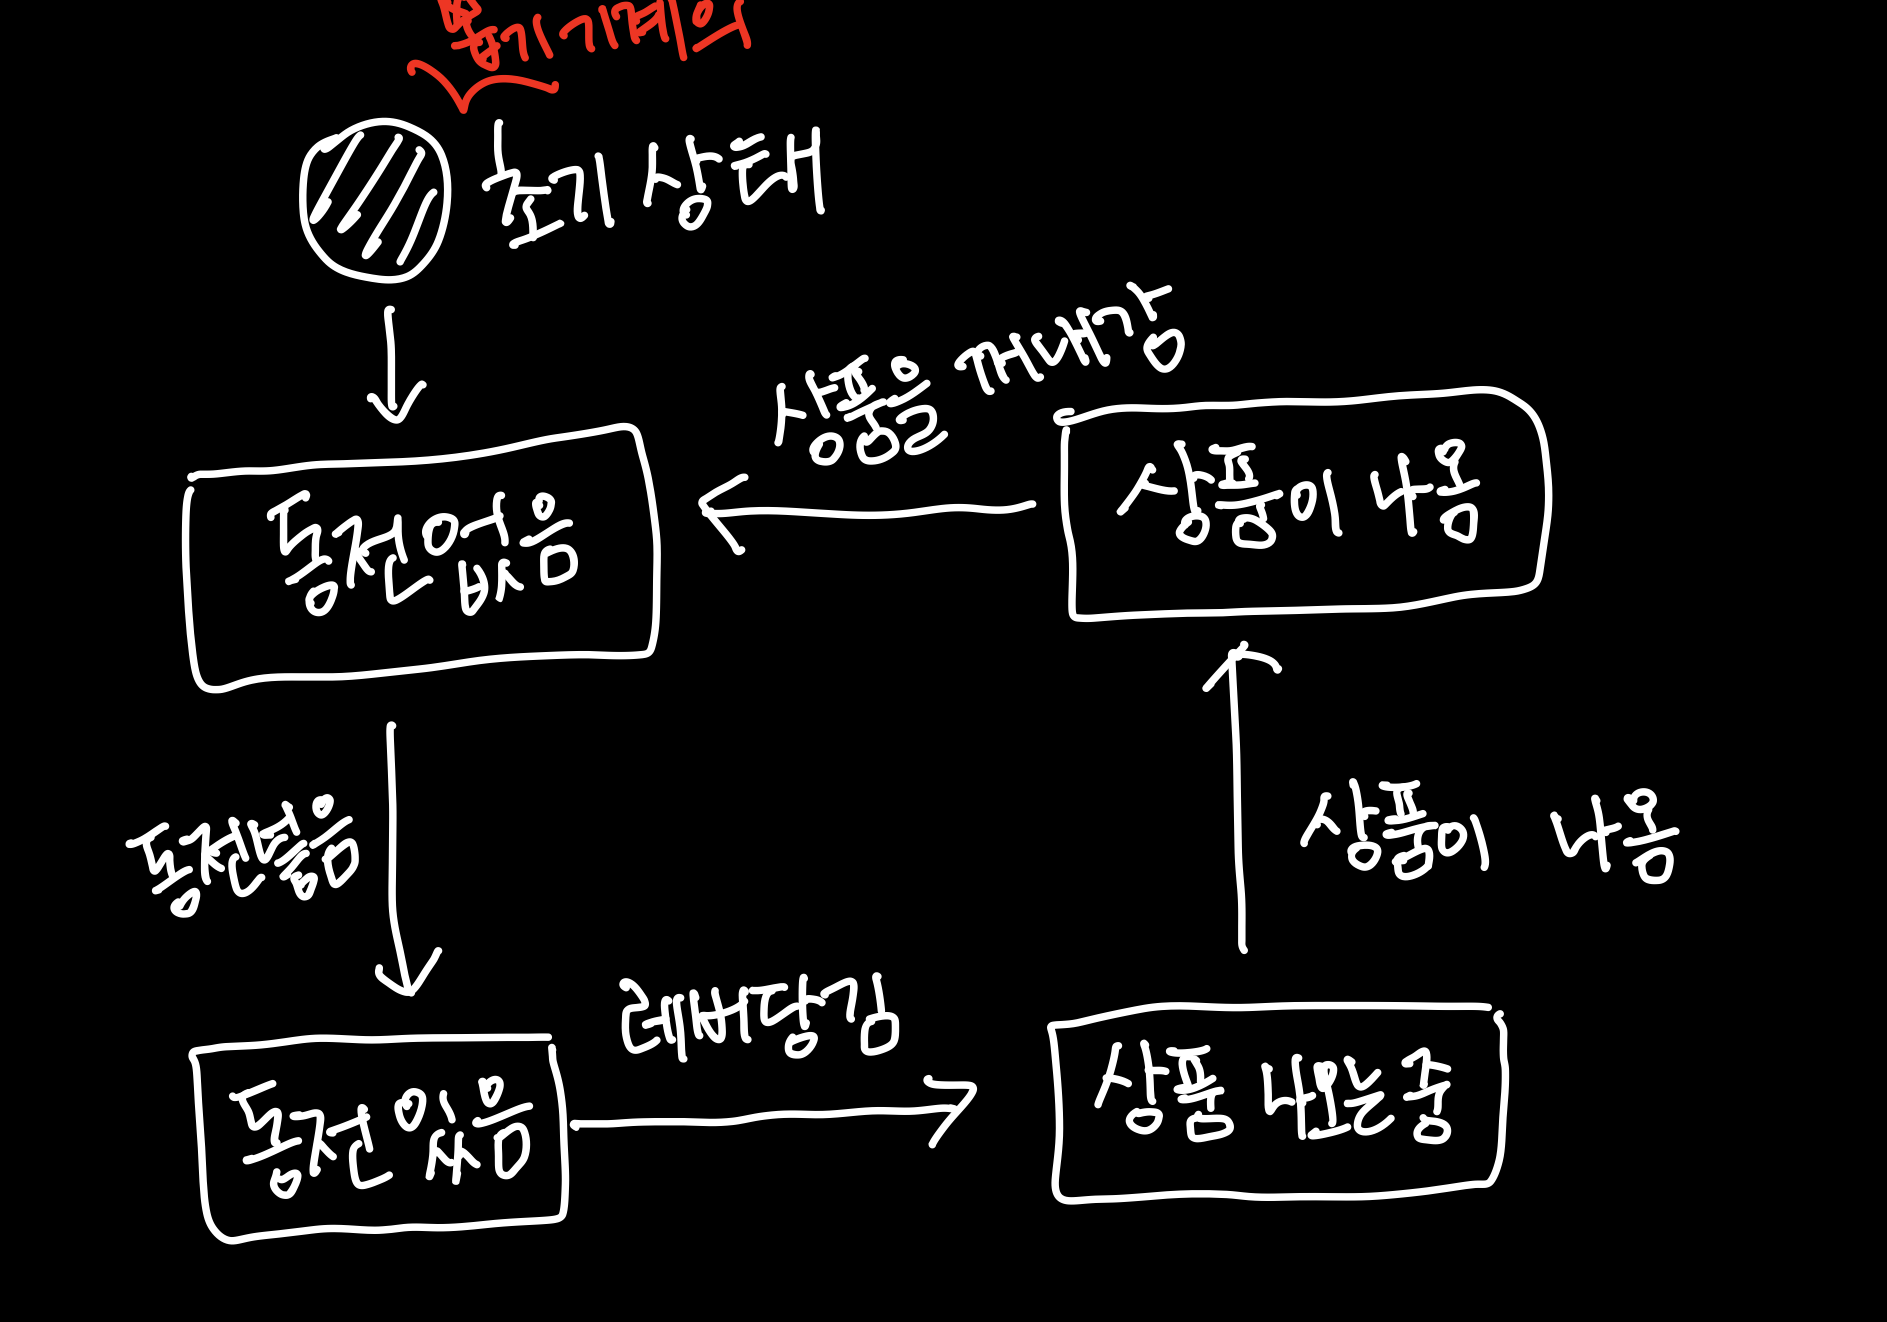 뽑기 기계의
초기 상태
상품을 꺼내감
동전없음
상품이 나옴
동전넣음
상품이 나옴
레버당김
동전 있음
상품 내보는 중